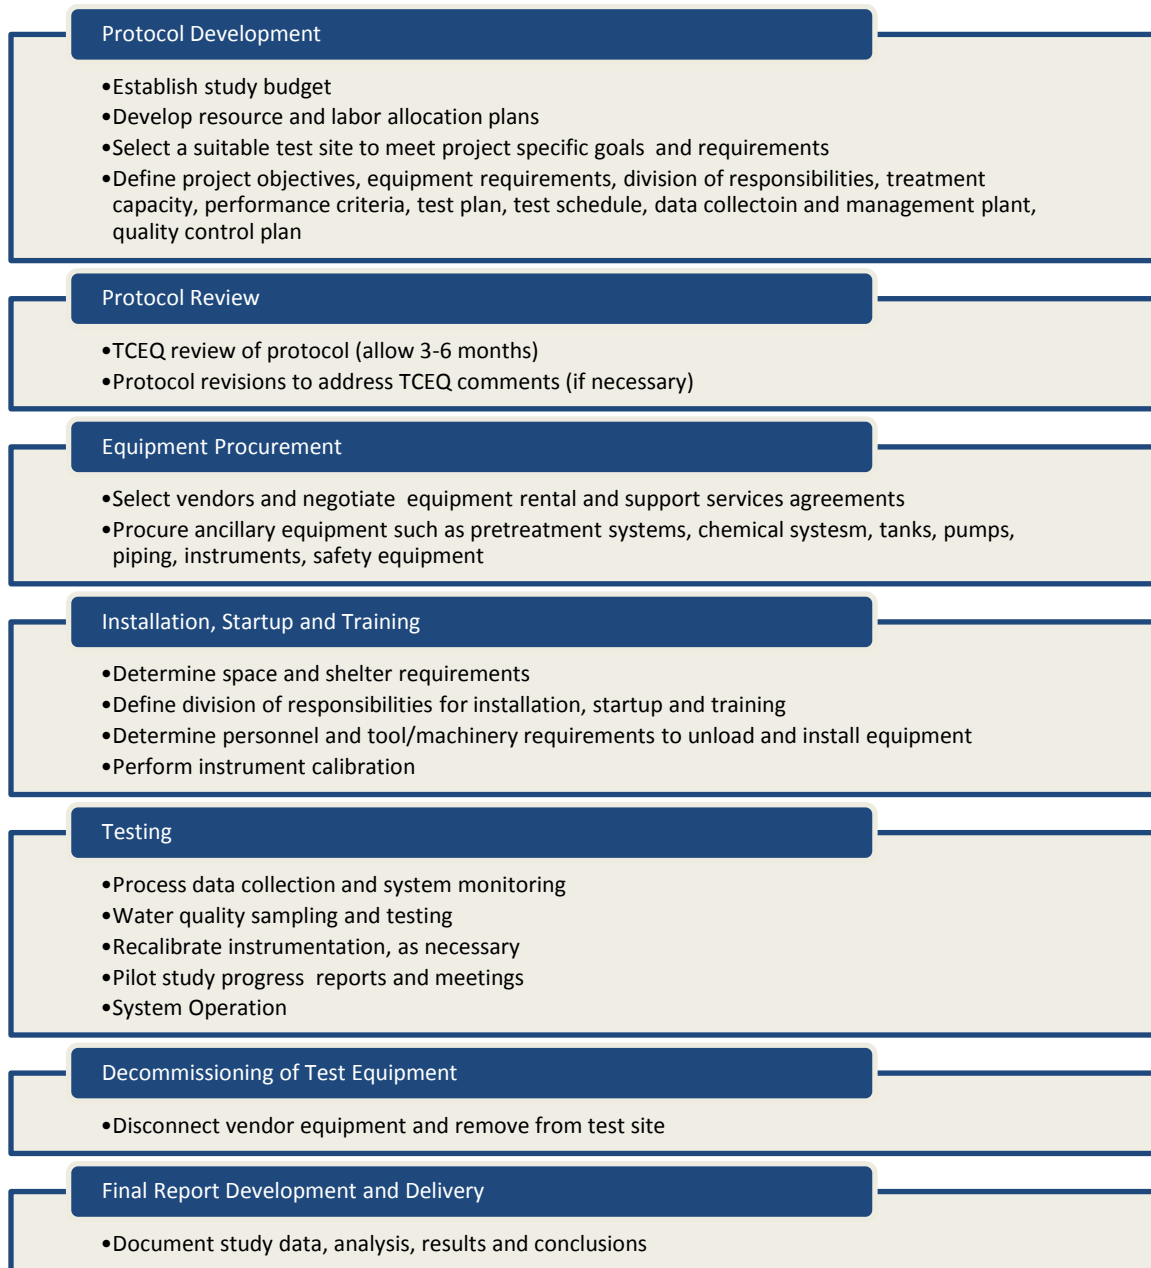 Protocol Development
•Establish study budget
•Develop resource and labor allocation plans
•Select a suitable test site to meet project specific goals and requirements
•Define project objectives, equipment requirements, division of responsibilities, treatment
capacity, performance criteria, test plan, test schedule, data collectoin and management plant,
quality control plan
Protocol Review
•TCEQ review of protocol (allow 3-6 months)
•Protocol revisions to address TCEQ comments (if necessary)
Equipment Procurement
•Select vendors and negotiate equipment rental and support services agreements
•Procure ancillary equipment such as pretreatment systems, chemical systesm, tanks, pumps,
piping, instruments, safety equipment
Installation, Startup and Training
•Determine space and shelter requirements
•Define division of responsibilities for installation, startup and training
•Determine personnel and tool/machinery requirements to unload and install equipment
•Perform instrument calibration
Testing
•Process data collection and system monitoring
•Water quality sampling and testing
•Recalibrate instrumentation, as necessary
•Pilot study progress reports and meetings
•System Operation
Decommissioning of Test Equipment
•Disconnect vendor equipment and remove from test site
Final Report Development and Delivery
•Document study data, analysis, results and conclusions